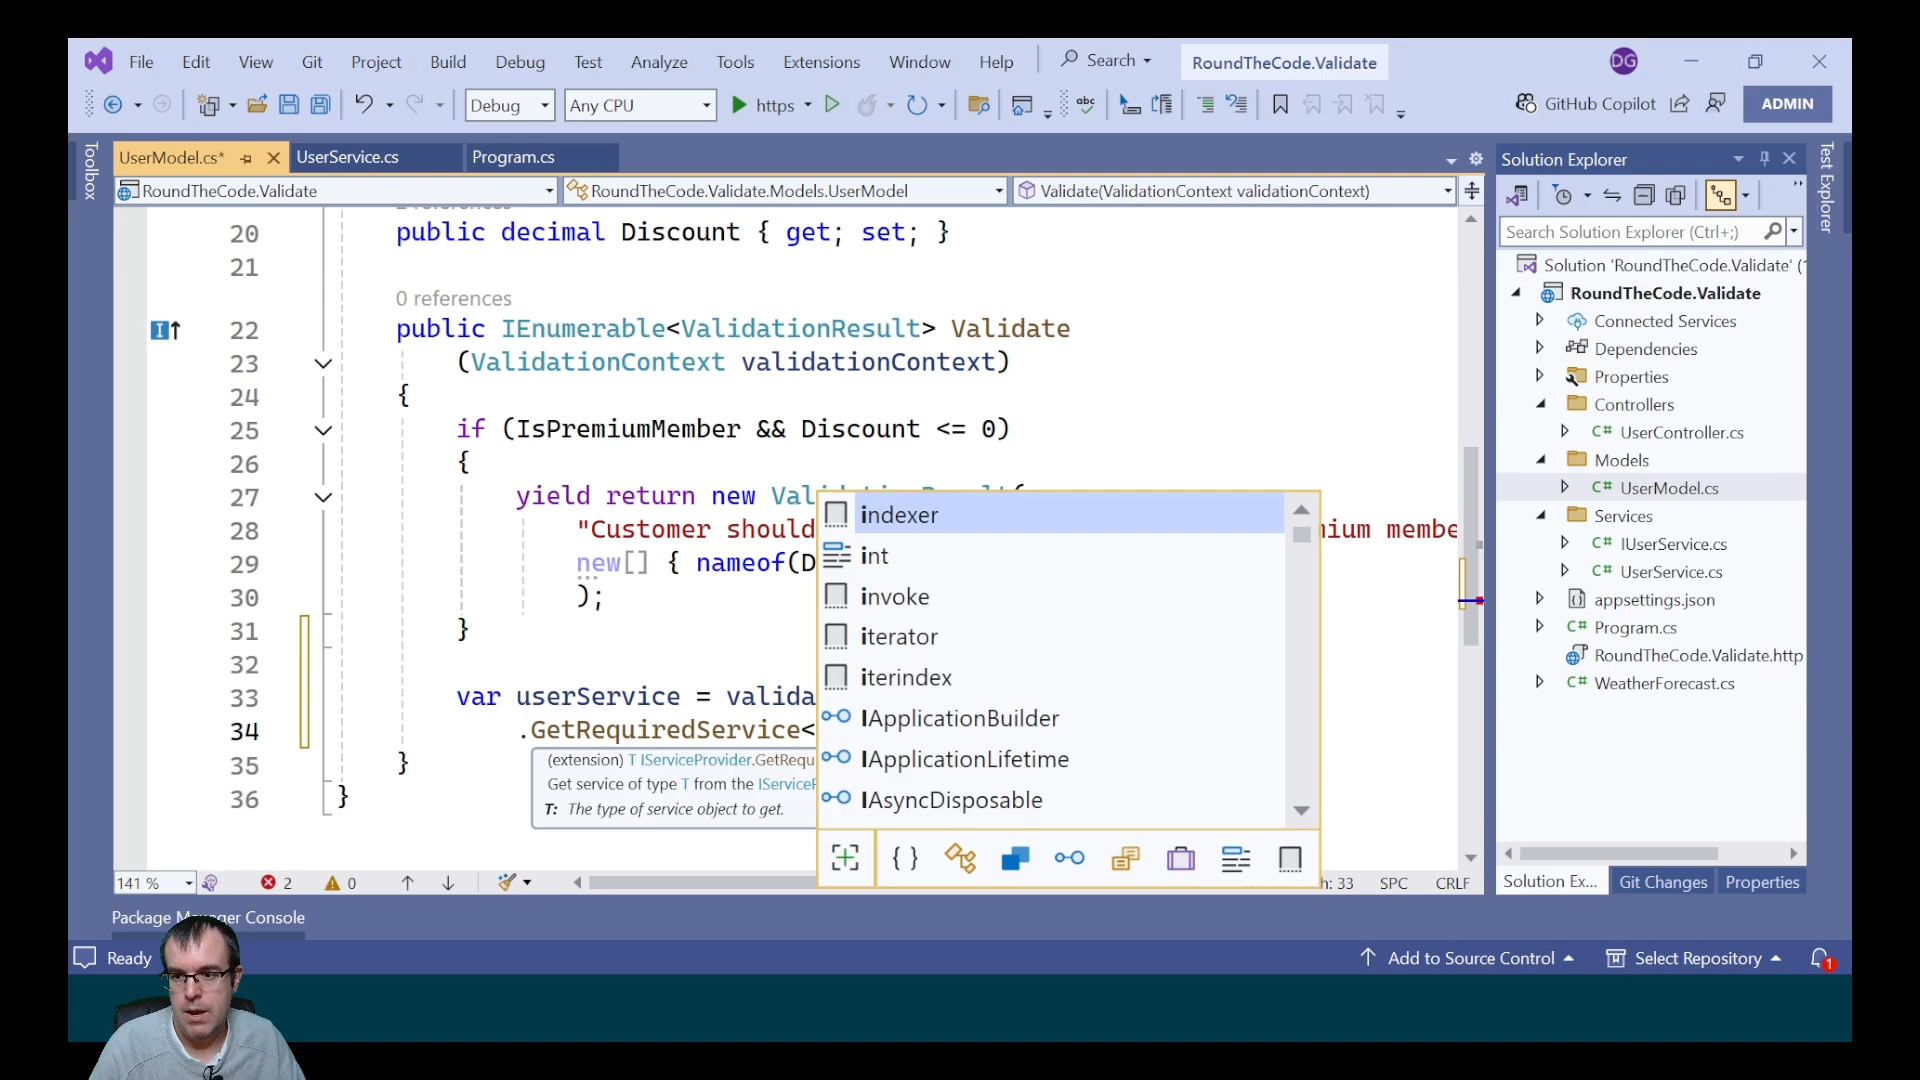 File Edit View Git Project Build Debug Test Analyze Tools Extensions Window Help Search RoundTheCode.Validate DG
Debug Any CPU https abc GitHub Copilot ADMIN
Toolbox
UserModel.cs* UserService.cs Program.cs
RoundTheCode.Validate RoundTheCode.Validate.Models.UserModel Validate(ValidationContext validationContext)
20 public decimal Discount { get; set; }
21
0 references
22 public IEnumerable<ValidationResult> Validate
23 (ValidationContext validationContext)
24 {
25 if (IsPremiumMember && Discount <= 0)
26 {
27 yield return new Val
28 "Customer should nium membe
29 new[] { nameof(D
30 );
31 }
32
33 var userService = valida
34 .GetRequiredService<
35 }
36 }
indexer
int
invoke
iterator
iterindex
IApplicationBuilder
IApplicationLifetime
IAsyncDisposable
(extension) T IServiceProvider.GetRequ
Get service of type T from the IServiceP
T: The type of service object to get.
141 % 2 0 h: 33 SPC CRLF
Solution Explorer
Search Solution Explorer (Ctrl+;)
Solution 'RoundTheCode.Validate' (
RoundTheCode.Validate
Connected Services
Dependencies
Properties
Controllers
C# UserController.cs
Models
C# UserModel.cs
Services
C# IUserService.cs
C# UserService.cs
appsettings.json
C# Program.cs
RoundTheCode.Validate.http
C# WeatherForecast.cs
Solution Ex... Git Changes Properties
Test Explorer
Package Manager Console
Ready Add to Source Control Select Repository 1